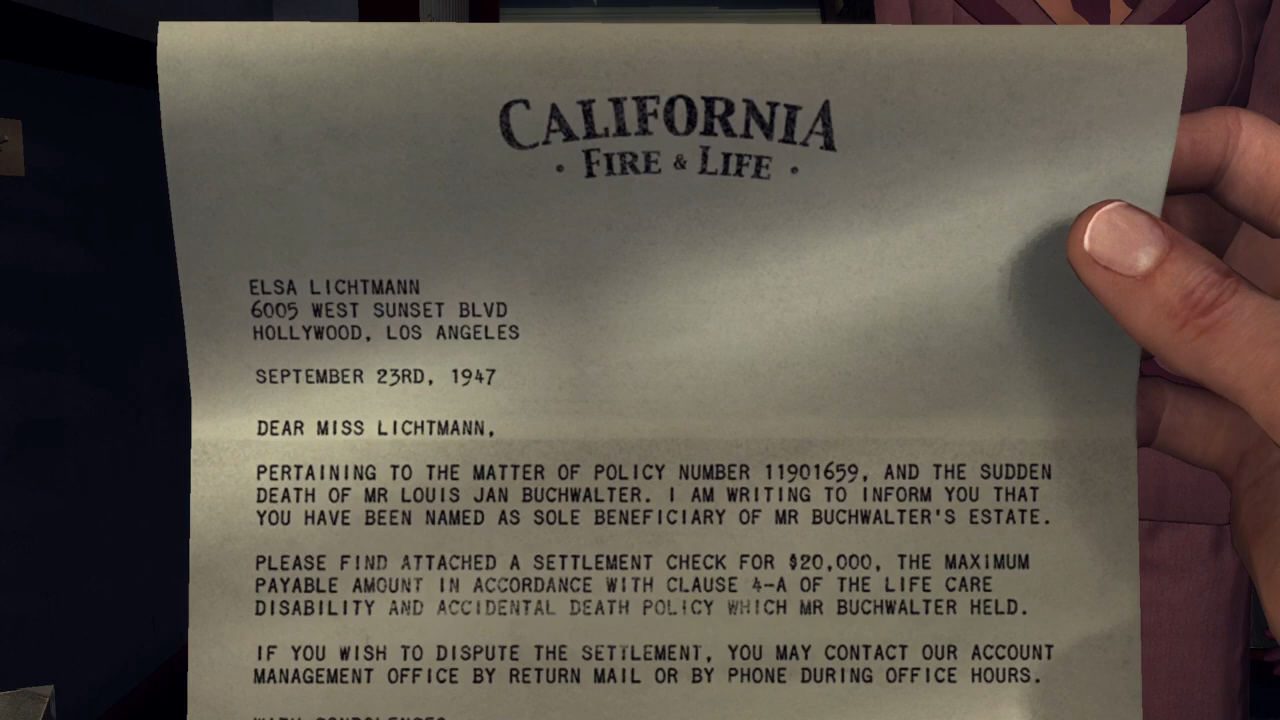 CALIFORNIA
• FIRE & LIFE •
ELSA LICHTMANN
6005 WEST SUNSET BLVD
HOLLYWOOD, LOS ANGELES
SEPTEMBER 23RD, 1947
DEAR MISS LICHTMANN,
PERTAINING TO THE MATTER OF POLICY NUMBER 11901659, AND THE SUDDEN
DEATH OF MR LOUIS JAN BUCHWALTER. I AM WRITING TO INFORM YOU THAT
YOU HAVE BEEN NAMED AS SOLE BENEFICIARY OF MR BUCHWALTER'S ESTATE.
PLEASE FIND ATTACHED A SETTLEMENT CHECK FOR $20,000, THE MAXIMUM
PAYABLE AMOUNT IN ACCORDANCE WITH CLAUSE 4-A OF THE LIFE CARE
DISABILITY AND ACCIDENTAL DEATH POLICY WHICH MR BUCHWALTER HELD.
IF YOU WISH TO DISPUTE THE SETTLEMENT, YOU MAY CONTACT OUR ACCOUNT
MANAGEMENT OFFICE BY RETURN MAIL OR BY PHONE DURING OFFICE HOURS.